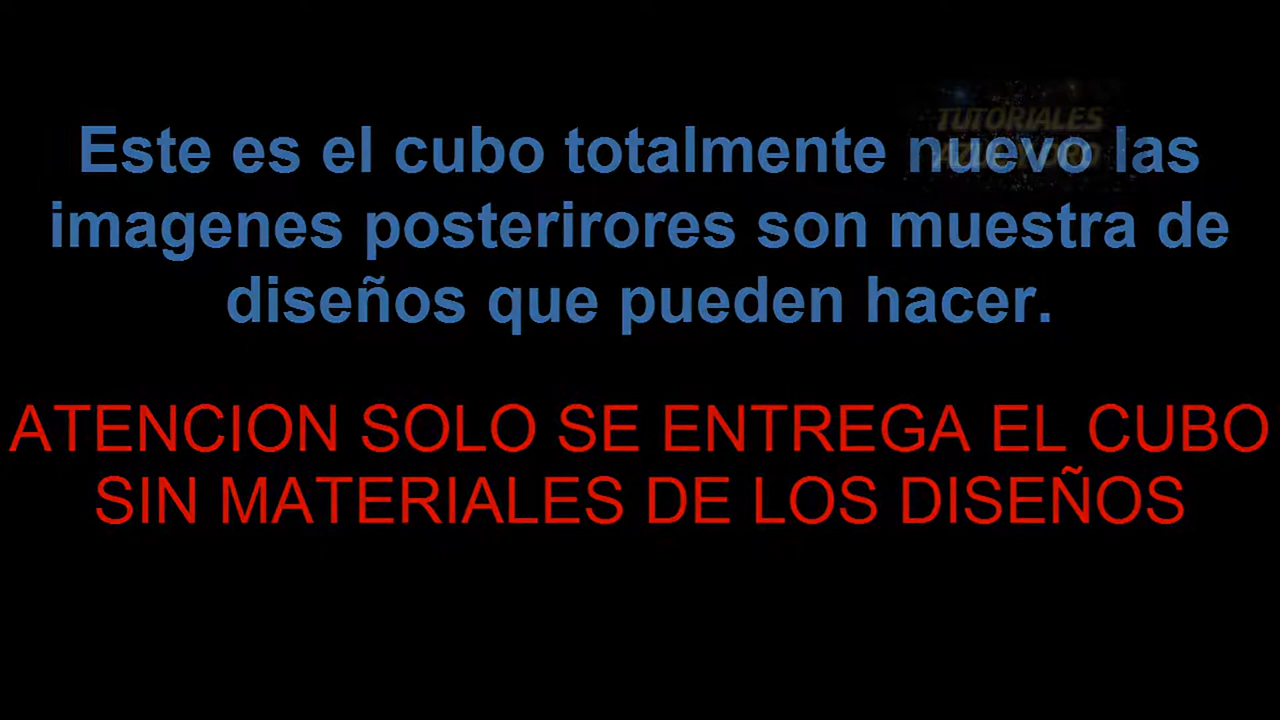 Este es el cubo totalmente nuevo las
imagenes posterirores son muestra de
diseños que pueden hacer.
ATENCION SOLO SE ENTREGA EL CUBO
SIN MATERIALES DE LOS DISEÑOS
TUTORIALES